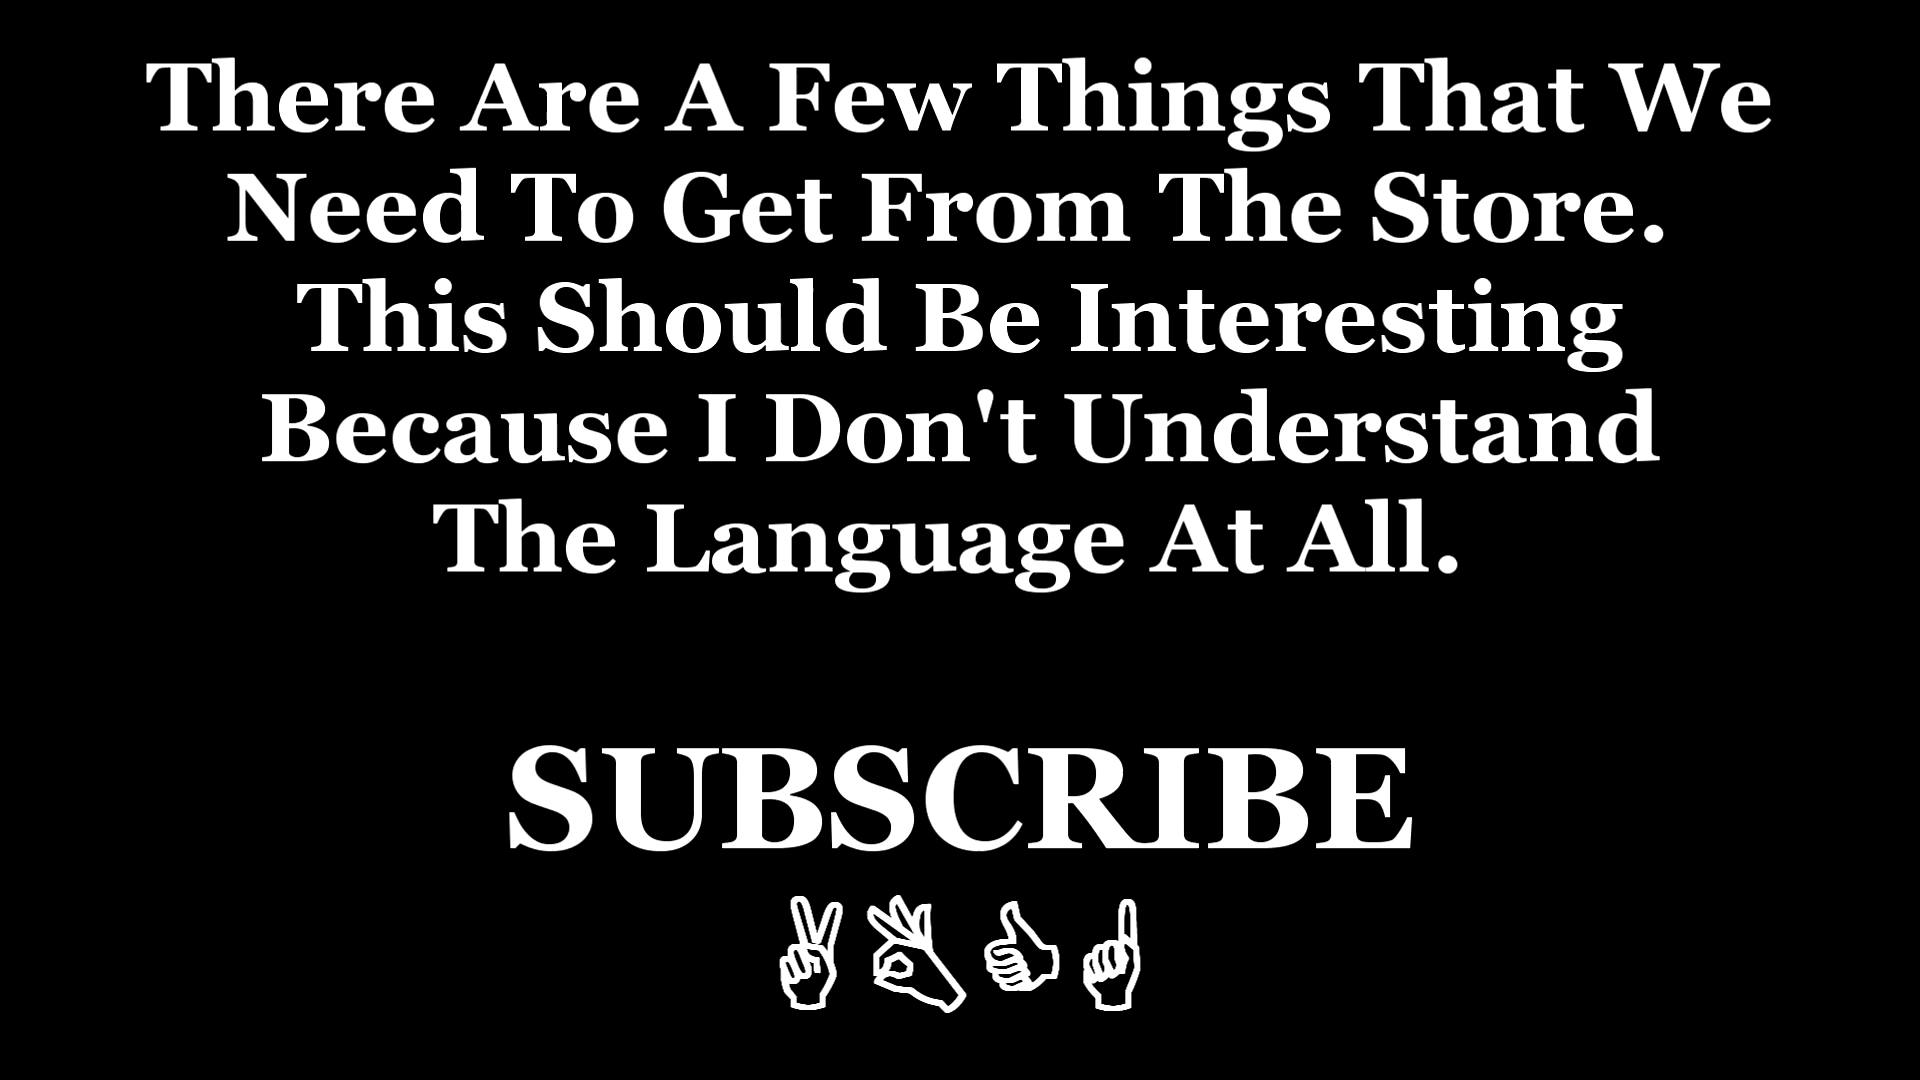 There Are A Few Things That We
Need To Get From The Store.
This Should Be Interesting
Because I Don't Understand
The Language At All.
SUBSCRIBE